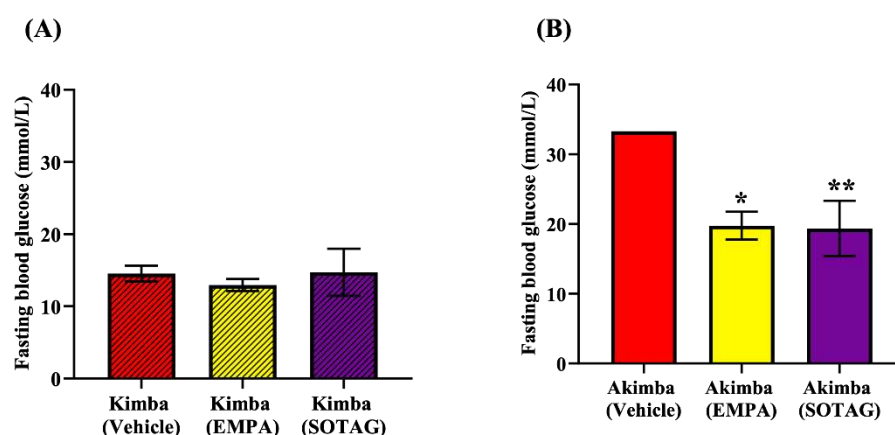 (A)
Fasting blood glucose (mmol/L)
40
30
20
10
0
Kimba
(Vehicle)
Kimba
(EMPA)
Kimba
(SOTAG)
(B)
Fasting blood glucose (mmol/L)
40
30
20
10
0
*
**
Akimba
(Vehicle)
Akimba
(EMPA)
Akimba
(SOTAG)